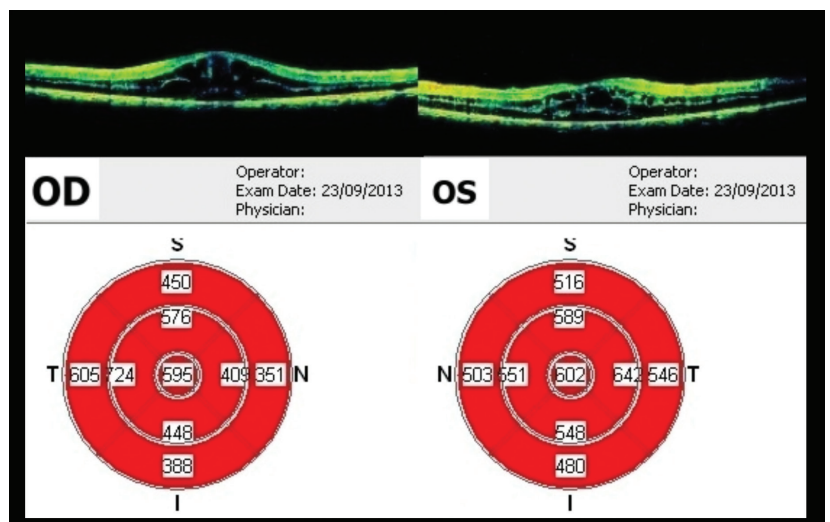 OD
Operator:
Exam Date: 23/09/2013
Physician:
OS
Operator:
Exam Date: 23/09/2013
Physician:
S
450
576
T 605 724 595 409 351 N
448
388
I
S
516
589
N 503 551 602 642 546 T
548
480
I